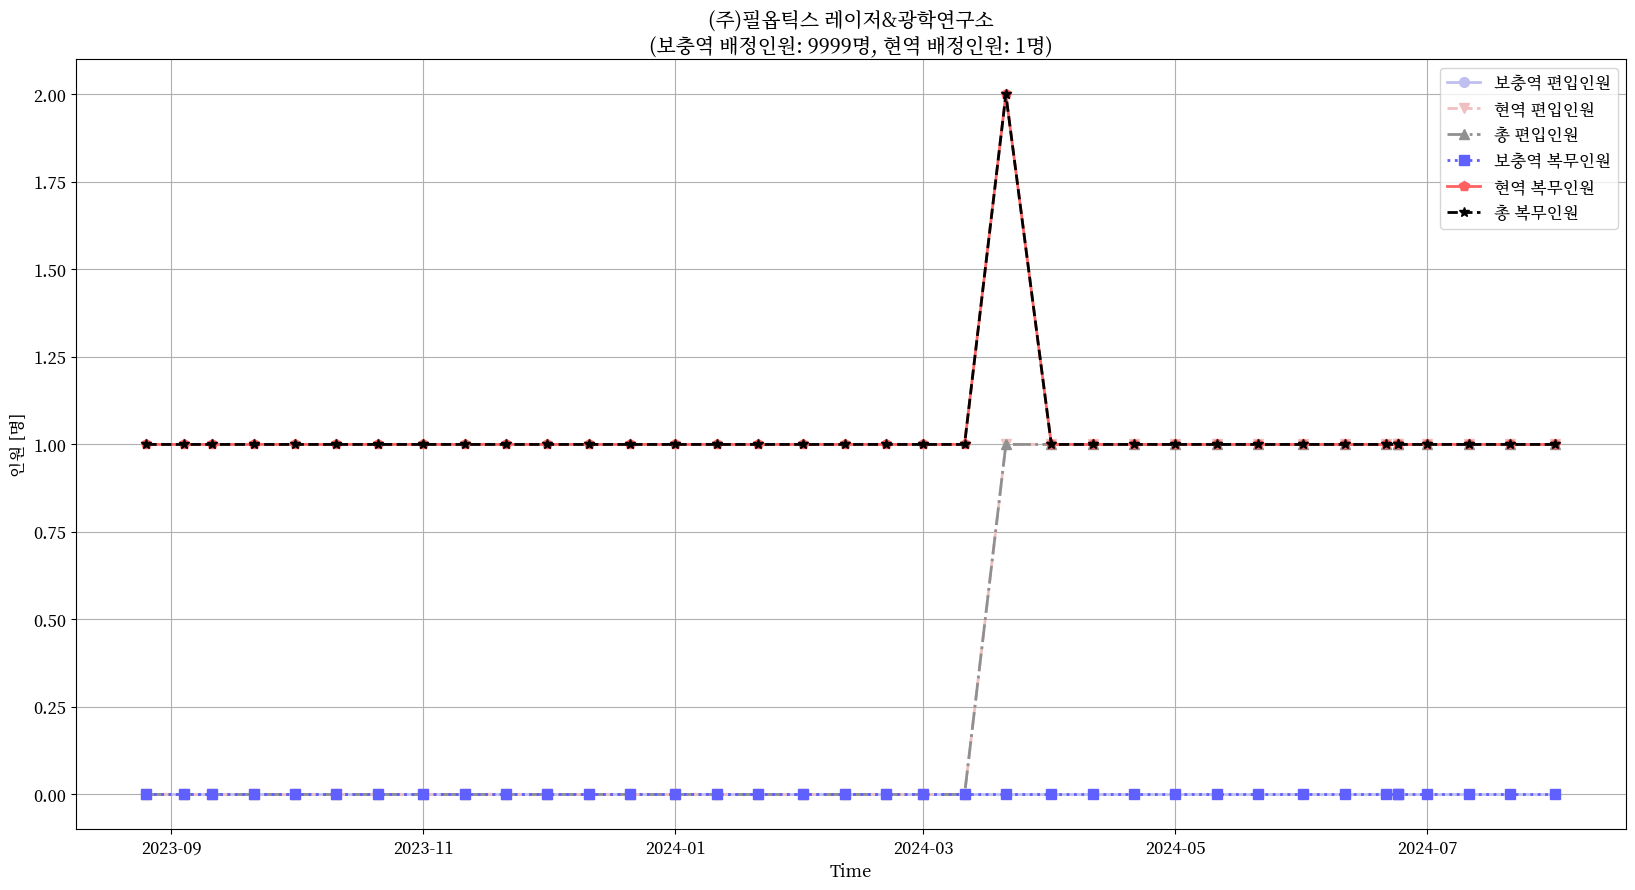 (주)필옵틱스 레이저&광학연구소
(보충역 배정인원: 9999명, 현역 배정인원: 1명)
보충역 편입인원
현역 편입인원
총 편입인원
보충역 복무인원
현역 복무인원
총 복무인원
2.00
1.75
1.50
1.25
1.00
0.75
0.50
0.25
0.00
인원 [명]
2023-09
2023-11
2024-01
2024-03
2024-05
2024-07
Time